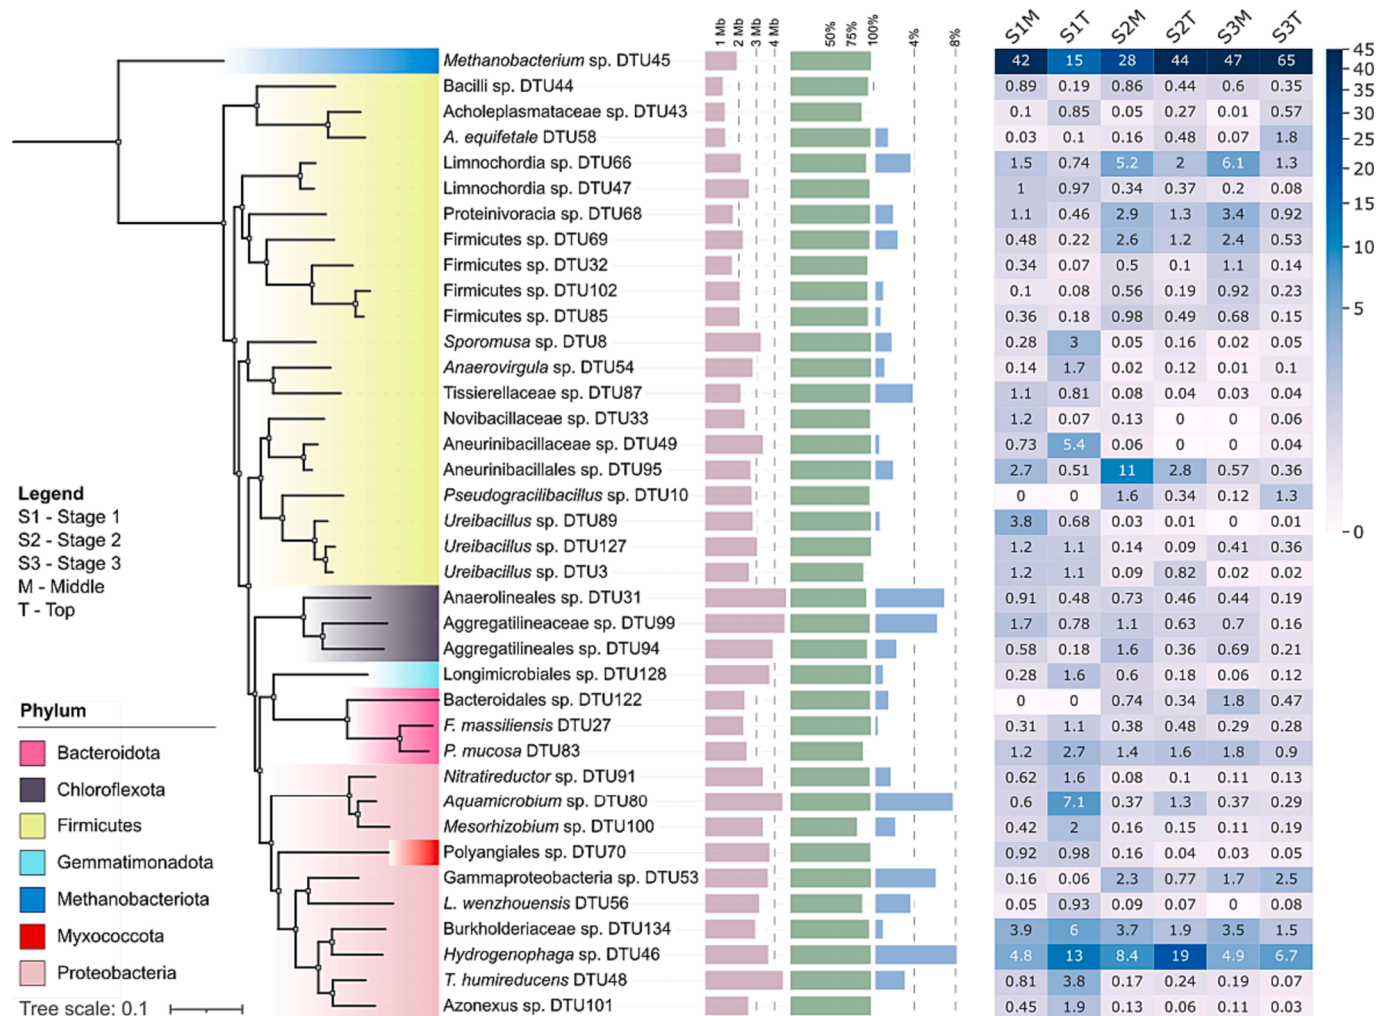 1 Mb 2 Mb 3 Mb 4 Mb 50% 75% 100% 4% 8% S1M S1T S2M S2T S3M S3T
Methanobacterium sp. DTU45 42 15 28 44 47 65
Bacilli sp. DTU44 0.89 0.19 0.86 0.44 0.6 0.35
Acholeplasmataceae sp. DTU43 0.1 0.85 0.05 0.27 0.01 0.57
A. equifetale DTU58 0.03 0.1 0.16 0.48 0.07 1.8
Limnochordia sp. DTU66 1.5 0.74 5.2 2 6.1 1.3
Limnochordia sp. DTU47 1 0.97 0.34 0.37 0.2 0.08
Proteinivoracia sp. DTU68 1.1 0.46 2.9 1.3 3.4 0.92
Firmicutes sp. DTU69 0.48 0.22 2.6 1.2 2.4 0.53
Firmicutes sp. DTU32 0.34 0.07 0.5 0.1 1.1 0.14
Firmicutes sp. DTU102 0.1 0.08 0.56 0.19 0.92 0.23
Firmicutes sp. DTU85 0.36 0.18 0.98 0.49 0.68 0.15
Sporomusa sp. DTU8 0.28 3 0.05 0.16 0.02 0.05
Anaerovirgula sp. DTU54 0.14 1.7 0.02 0.12 0.01 0.1
Tissierellaceae sp. DTU87 1.1 0.81 0.08 0.04 0.03 0.04
Novibacillaceae sp. DTU33 1.2 0.07 0.13 0 0 0.06
Aneurinibacillaceae sp. DTU49 0.73 5.4 0.06 0 0 0.04
Aneurinibacillales sp. DTU95 2.7 0.51 11 2.8 0.57 0.36
Pseudogracilibacillus sp. DTU10 0 0 1.6 0.34 0.12 1.3
Ureibacillus sp. DTU89 3.8 0.68 0.03 0.01 0 0.01
Ureibacillus sp. DTU127 1.2 1.1 0.14 0.09 0.41 0.36
Ureibacillus sp. DTU3 1.2 1.1 0.09 0.82 0.02 0.02
Anaerolineales sp. DTU31 0.91 0.48 0.73 0.46 0.44 0.19
Aggregatilineaceae sp. DTU99 1.7 0.78 1.1 0.63 0.7 0.16
Aggregatilineales sp. DTU94 0.58 0.18 1.6 0.36 0.69 0.21
Longimicrobiales sp. DTU128 0.28 1.6 0.6 0.18 0.06 0.12
Bacteroidales sp. DTU122 0 0 0.74 0.34 1.8 0.47
F. massiliensis DTU27 0.31 1.1 0.38 0.48 0.29 0.28
P. mucosa DTU83 1.2 2.7 1.4 1.6 1.8 0.9
Nitratireductor sp. DTU91 0.62 1.6 0.08 0.1 0.11 0.13
Aquamicrobium sp. DTU80 0.6 7.1 0.37 1.3 0.37 0.29
Mesorhizobium sp. DTU100 0.42 2 0.16 0.15 0.11 0.19
Polyangiales sp. DTU70 0.92 0.98 0.16 0.04 0.03 0.05
Gammaproteobacteria sp. DTU53 0.16 0.06 2.3 0.77 1.7 2.5
L. wenzhouensis DTU56 0.05 0.93 0.09 0.07 0 0.08
Burkholderiaceae sp. DTU134 3.9 6 3.7 1.9 3.5 1.5
Hydrogenophaga sp. DTU46 4.8 13 8.4 19 4.9 6.7
T. humireducens DTU48 0.81 3.8 0.17 0.24 0.19 0.07
Azonexus sp. DTU101 0.45 1.9 0.13 0.06 0.11 0.03
45
40
35
30
25
20
15
10
5
0
Legend
S1 - Stage 1
S2 - Stage 2
S3 - Stage 3
M - Middle
T - Top
Phylum
Bacteroidota
Chloroflexota
Firmicutes
Gemmatimonadota
Methanobacteriota
Myxococcota
Proteobacteria
Tree scale: 0.1